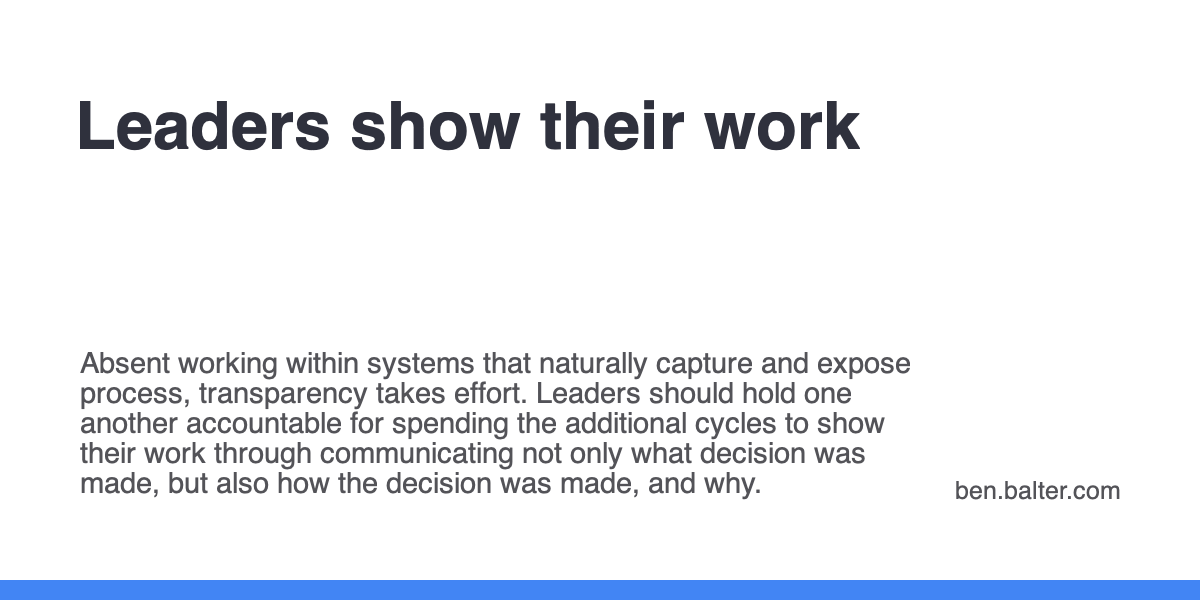 Leaders show their work
Absent working within systems that naturally capture and expose
process, transparency takes effort. Leaders should hold one
another accountable for spending the additional cycles to show
their work through communicating not only what decision was
made, but also how the decision was made, and why.
ben.balter.com